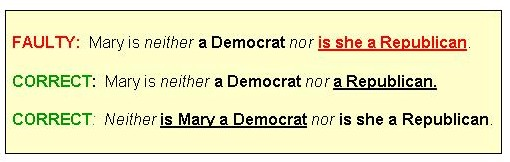 FAULTY: Mary is neither a Democrat nor is she a Republican.
CORRECT: Mary is neither a Democrat nor a Republican.
CORRECT: Neither is Mary a Democrat nor is she a Republican.